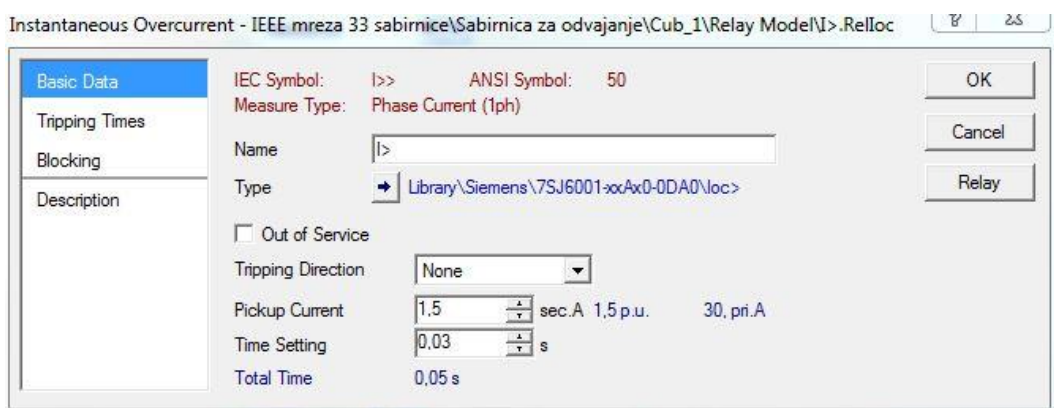 Instantaneous Overcurrent - IEEE mreza 33 sabirnice\Sabirnica za odvajanje\Cub_1\Relay Model\I>.RelIoc
Basic Data
Tripping Times
Blocking
Description
IEC Symbol: I>> ANSI Symbol: 50
Measure Type: Phase Current (1ph)
Name I>
Type Library\Siemens\7SJ6001-xxAx0-0DA0\Ioc>
Out of Service
Tripping Direction None
Pickup Current 1,5 sec.A 1,5 p.u. 30, pri.A
Time Setting 0,03 s
Total Time 0,05 s
OK
Cancel
Relay